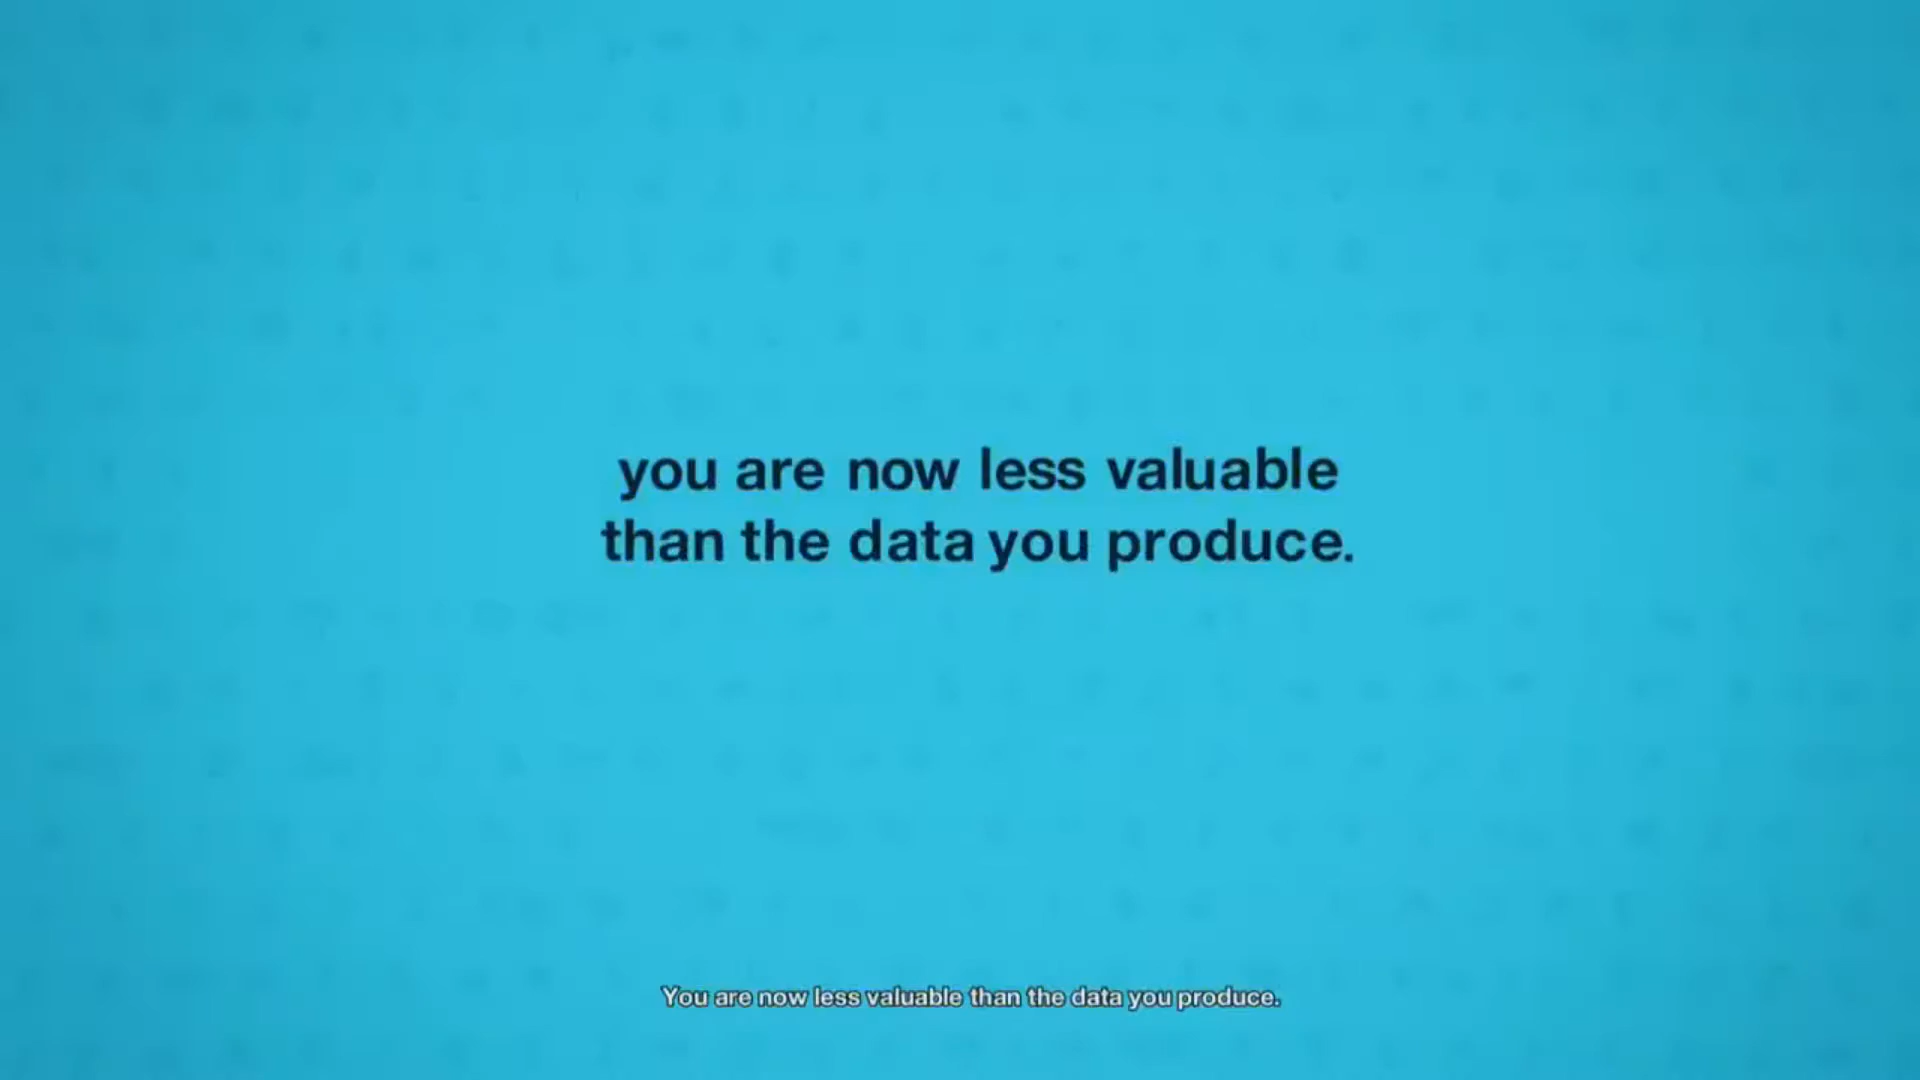 you are now less valuable
than the data you produce.
You are now less valuable than the data you produce.